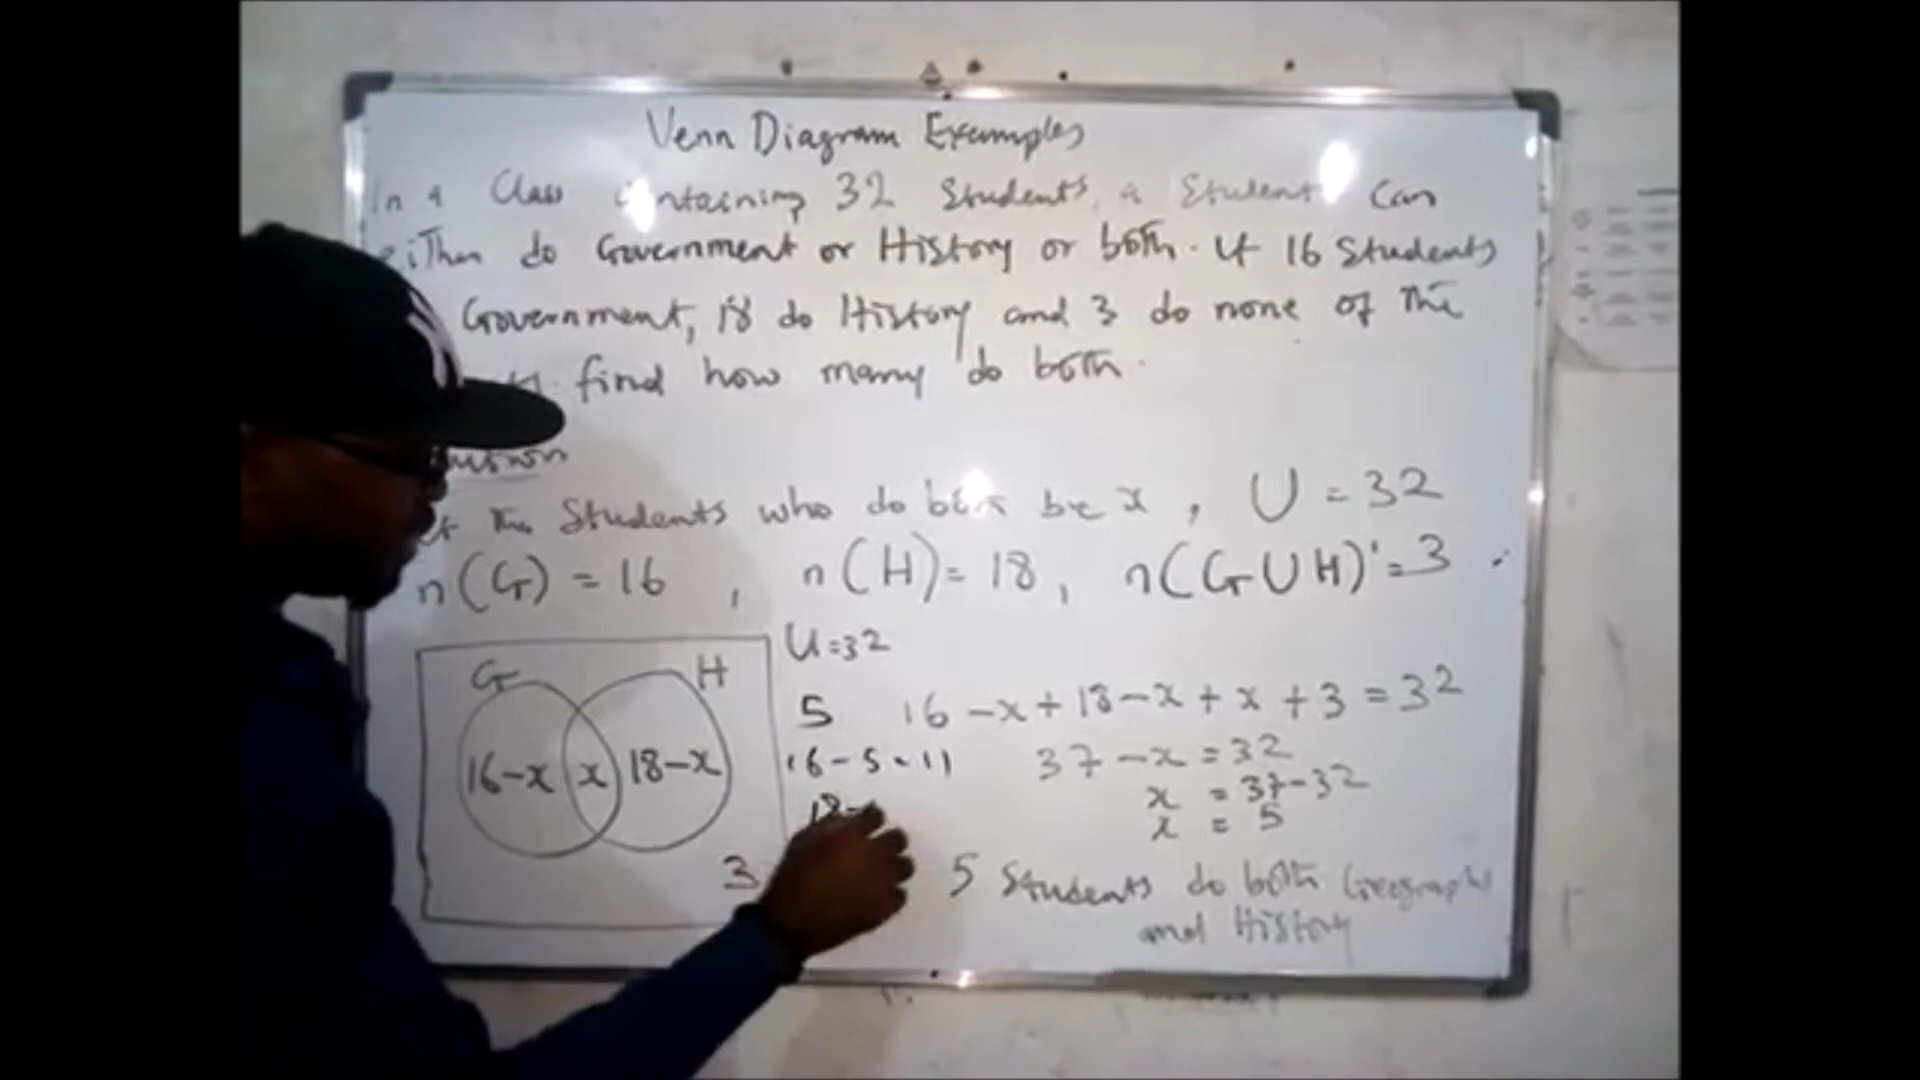 Venn Diagram Examples
In a Class containing 32 Students, a Student Can
either do Government or History or both. If 16 Students
Government, 18 do History and 3 do none of the
find how many do both.
the Students who do both be x , U = 32
n(G) = 16 , n(H) = 18 , n(G U H)' = 3 .
U = 32
G H
5 16 - x + 18 - x + x + 3 = 32
16-x x 18-x
16 - 5 = 11 37 - x = 32
x = 37 - 32
18 -
x = 5
3 5 Students do both Geography
and History